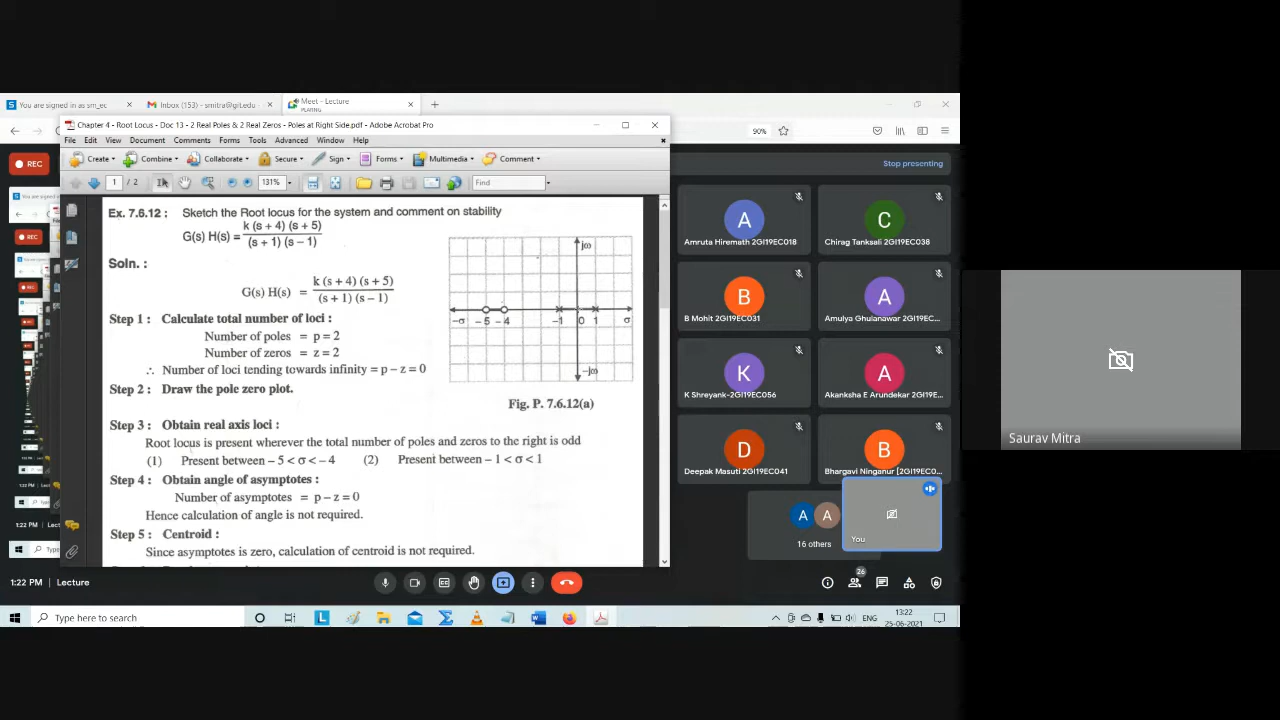 You are signed in as sm_ec
Inbox (153) - smitra@git.edu
Meet - Lecture
PLAYING
Chapter 4 - Root Locus - Doc 13 - 2 Real Poles & 2 Real Zeros - Poles at Right Side.pdf - Adobe Acrobat Pro
90%
File Edit View Document Comments Forms Tools Advanced Window Help
Create Combine Collaborate Secure Sign Forms Multimedia Comment
REC
Stop presenting
1 / 2 131% Find
Ex. 7.6.12 : Sketch the Root locus for the system and comment on stability
G(s) H(s) = k (s + 4) (s + 5) / (s + 1) (s − 1)
Soln. :
G(s) H(s) = k (s + 4) (s + 5) / (s + 1) (s − 1)
Step 1 : Calculate total number of loci :
Number of poles = p = 2
Number of zeros = z = 2
∴ Number of loci tending towards infinity = p − z = 0
Step 2 : Draw the pole zero plot.
jω
−σ −5 −4 −1 0 1 σ
−jω
Fig. P. 7.6.12(a)
Step 3 : Obtain real axis loci :
Root locus is present wherever the total number of poles and zeros to the right is odd
(1) Present between − 5 < σ < − 4 (2) Present between − 1 < σ < 1
Step 4 : Obtain angle of asymptotes :
Number of asymptotes = p − z = 0
Hence calculation of angle is not required.
Step 5 : Centroid :
Since asymptotes is zero, calculation of centroid is not required.
A
Amruta Hiremath 2GI19EC018
C
Chirag Tanksali 2GI19EC038
B
B Mohit 2GI19EC031
A
Amulya Ghulanawar 2GI19EC...
K
K Shreyank-2GI19EC056
A
Akanksha E Arundekar 2GI19EC...
D
Deepak Masuti 2GI19EC041
B
Bhargavi Ninganur [2GI19EC0...
A A
16 others
You
Saurav Mitra
1:22 PM Lecture
26
Type here to search
ENG
13:22
25-06-2021